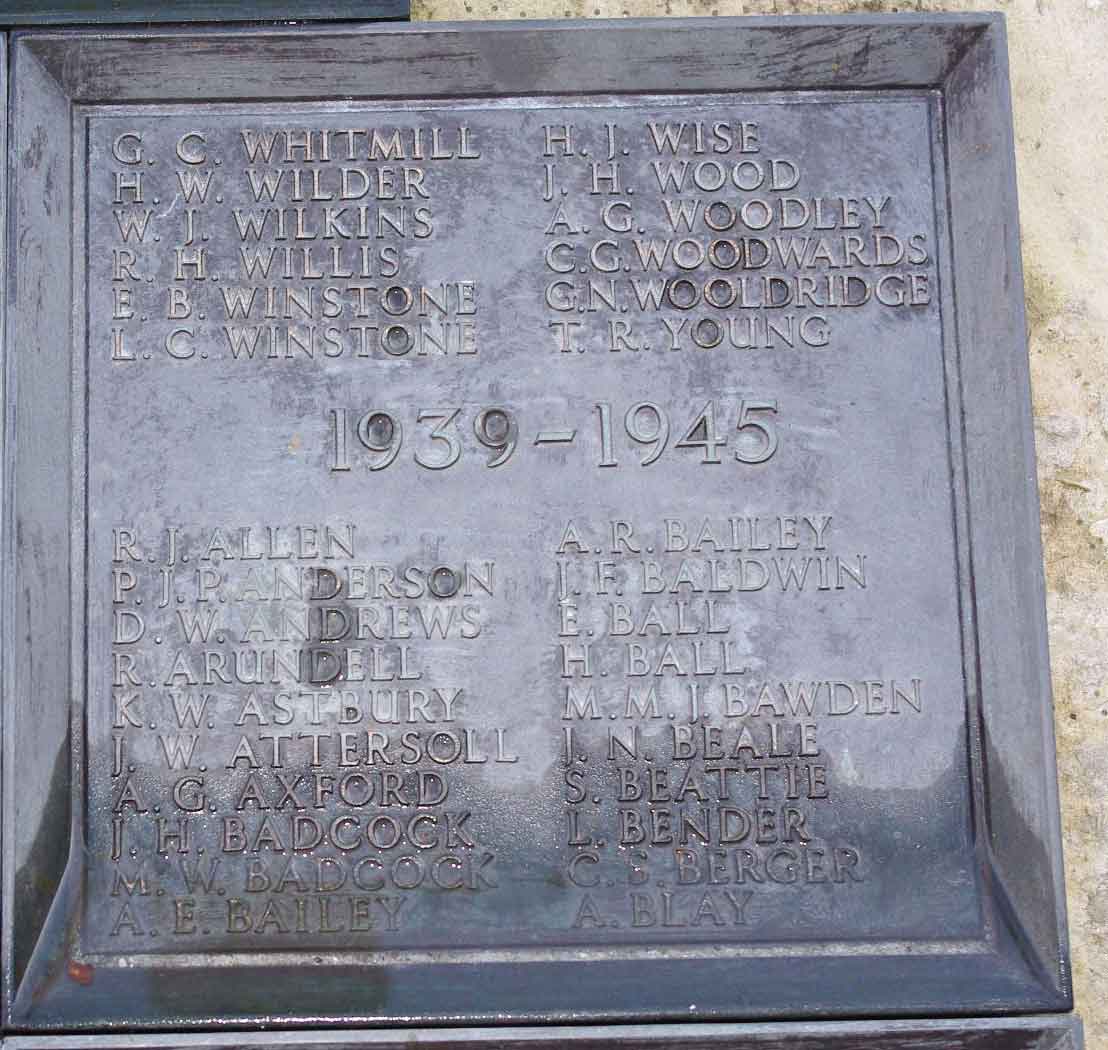 G. C. WHITMILL
H. W. WILDER
W. J. WILKINS
R. H. WILLIS
E. B. WINSTONE
L. C. WINSTONE
H. J. WISE
J. H. WOOD
A. G. WOODLEY
C.G.WOODWARDS
G.N.WOOLDRIDGE
T. R. YOUNG
1939-1945
R. J. ALLEN
P. J. P. ANDERSON
D. W. ANDREWS
R. ARUNDELL
K. W. ASTBURY
J. W. ATTERSOLL
A. G. AXFORD
J. H. BADCOCK
M. W. BADCOCK
A. E. BAILEY
A. R. BAILEY
J. F. BALDWIN
E. BALL
H. BALL
M. M. J. BAWDEN
J. N. BEALE
S. BEATTIE
L. BENDER
C. S. BERGER
A. BLAY